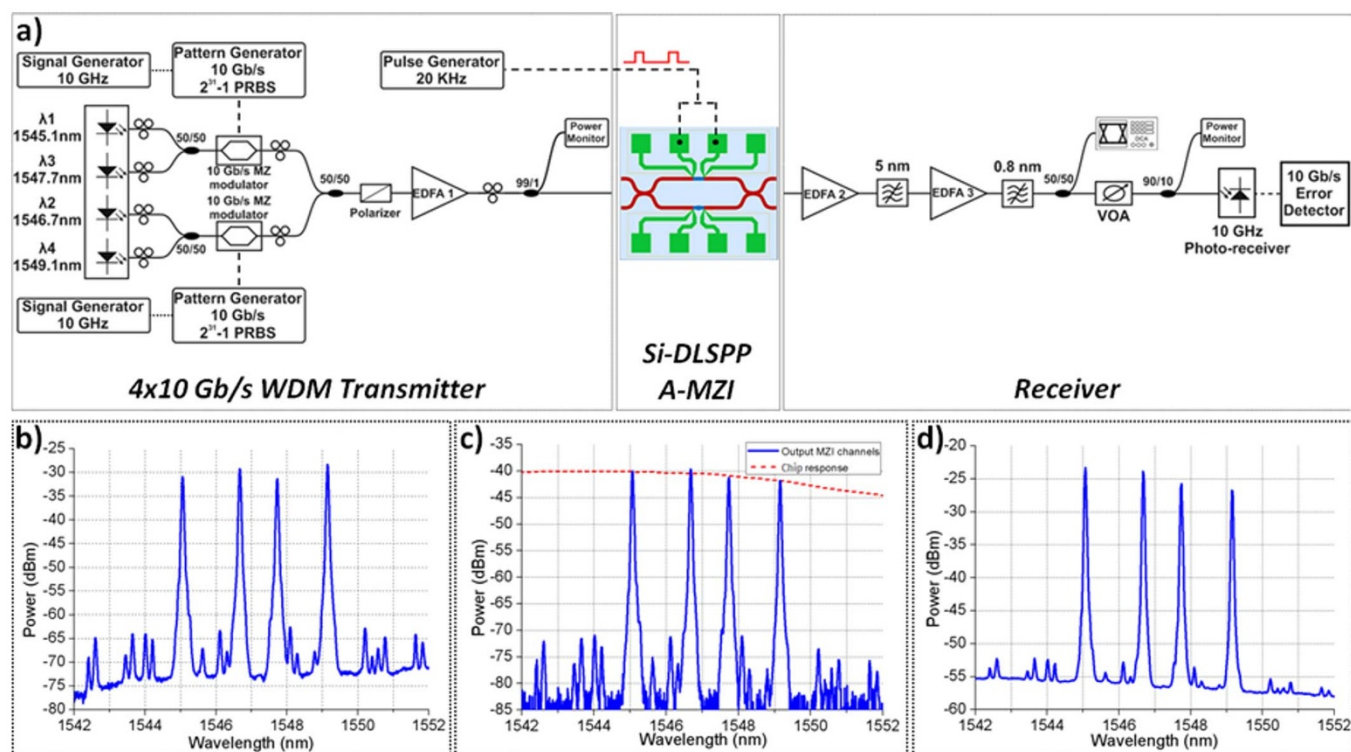 a)
Signal Generator
10 GHz
Pattern Generator
10 Gb/s
2³¹-1 PRBS
λ1
1545.1nm
λ3
1547.7nm
λ2
1546.7nm
λ4
1549.1nm
50/50
10 Gb/s MZ
modulator
10 Gb/s MZ
modulator
50/50
Signal Generator
10 GHz
Pattern Generator
10 Gb/s
2³¹-1 PRBS
50/50
Polarizer
EDFA 1
99/1
Power
Monitor
Pulse Generator
20 KHz
4x10 Gb/s WDM Transmitter
Si-DLSPP
A-MZI
EDFA 2
5 nm
EDFA 3
0.8 nm
50/50
DCA
VOA
90/10
Power
Monitor
10 GHz
Photo-receiver
10 Gb/s
Error
Detector
Receiver
b)
Power (dBm)
-25
-30
-35
-40
-45
-50
-55
-60
-65
-70
-75
-80
1542 1544 1546 1548 1550 1552
Wavelength (nm)
c)
Output MZI channels
Chip response
Power (dBm)
-35
-40
-45
-50
-55
-60
-65
-70
-75
-80
-85
1542 1544 1546 1548 1550 1552
Wavelength (nm)
d)
Power (dBm)
-20
-25
-30
-35
-40
-45
-50
-55
-60
1542 1544 1546 1548 1550 1552
Wavelength (nm)